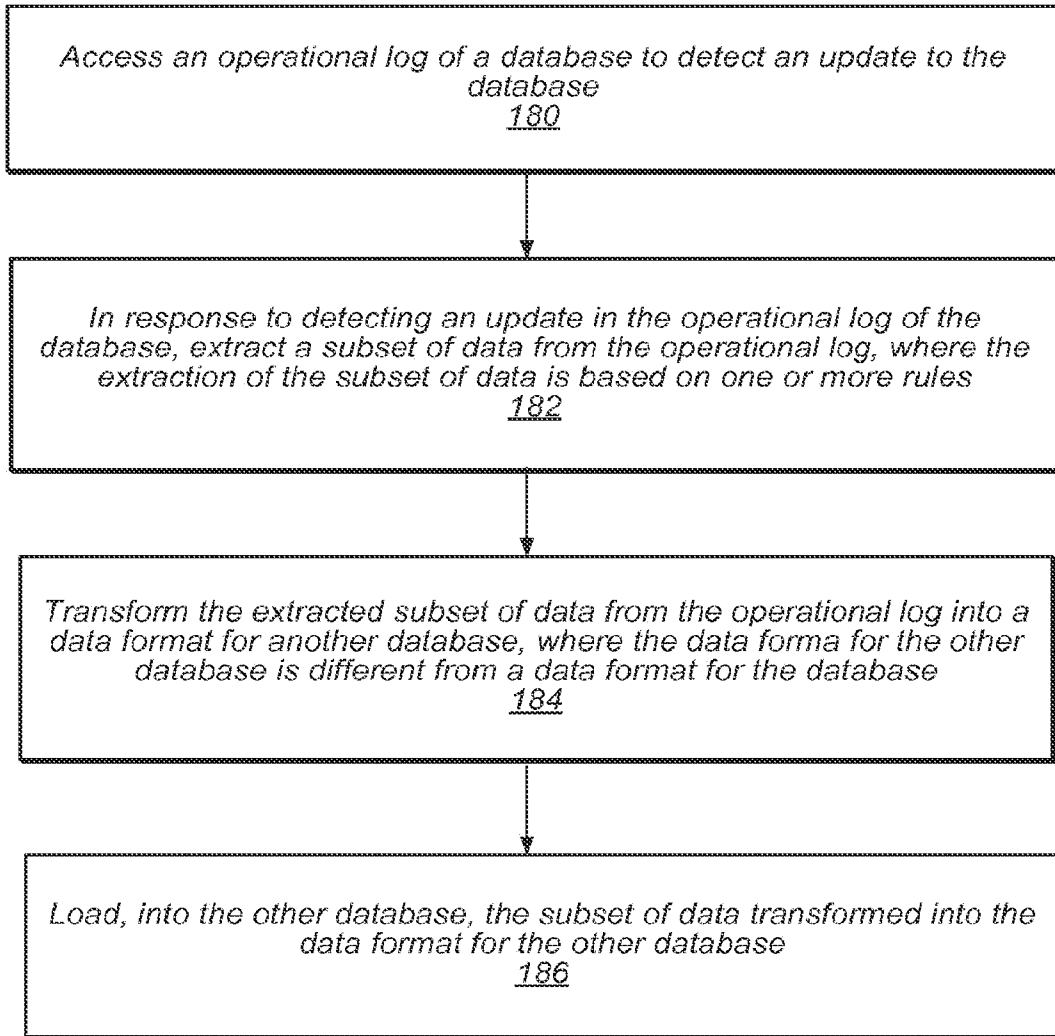 Access an operational log of a database to detect an update to the
database
180
In response to detecting an update in the operational log of the
database, extract a subset of data from the operational log, where the
extraction of the subset of data is based on one or more rules
182
Transform the extracted subset of data from the operational log into a
data format for another database, where the data forma for the other
database is different from a data format for the database
184
Load, into the other database, the subset of data transformed into the
data format for the other database
186